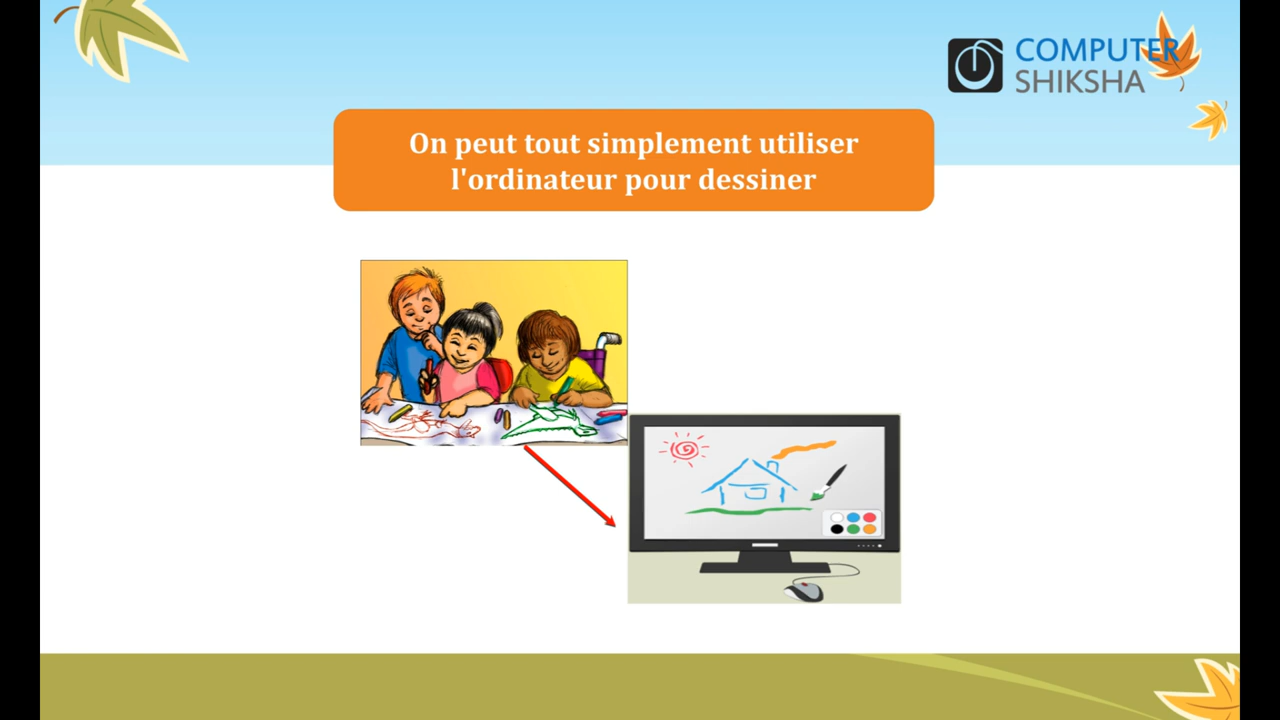 COMPUTER
SHIKSHA
On peut tout simplement utiliser
l'ordinateur pour dessiner